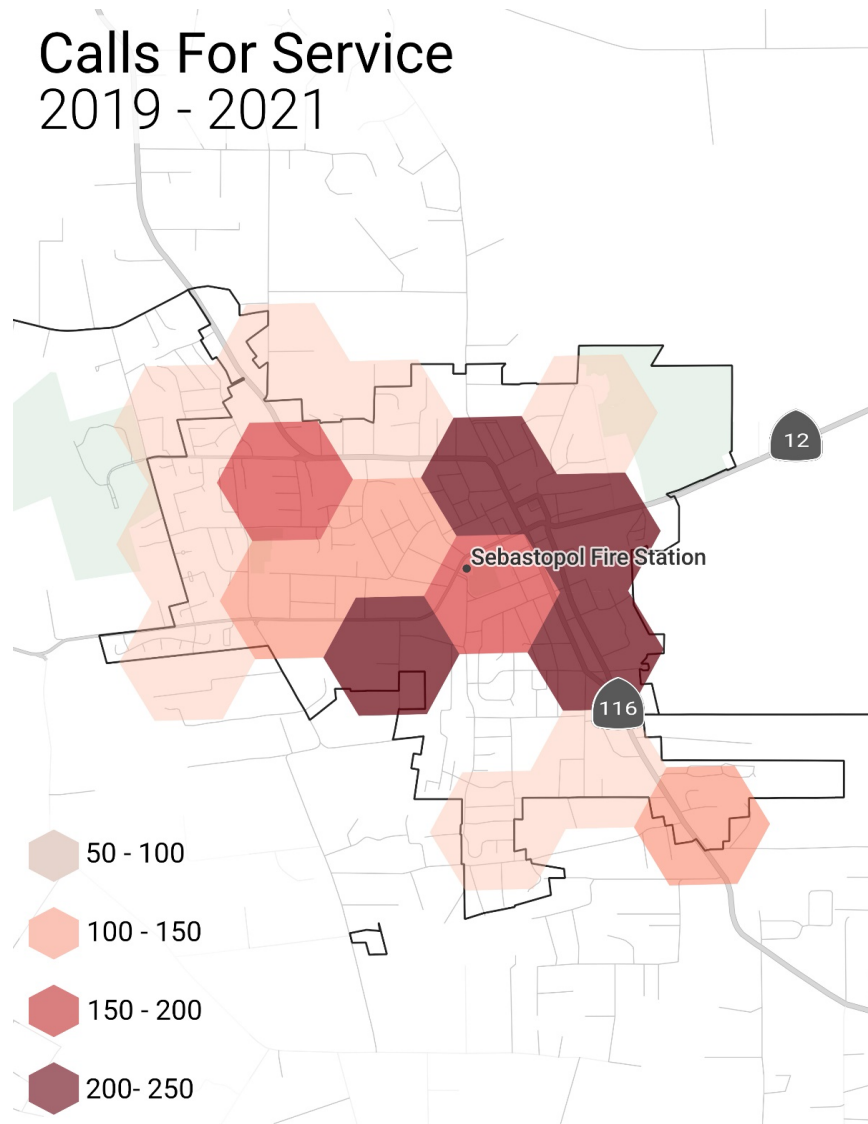 Calls For Service
2019 - 2021
12
Sebastopol Fire Station
116
50 - 100
100 - 150
150 - 200
200- 250